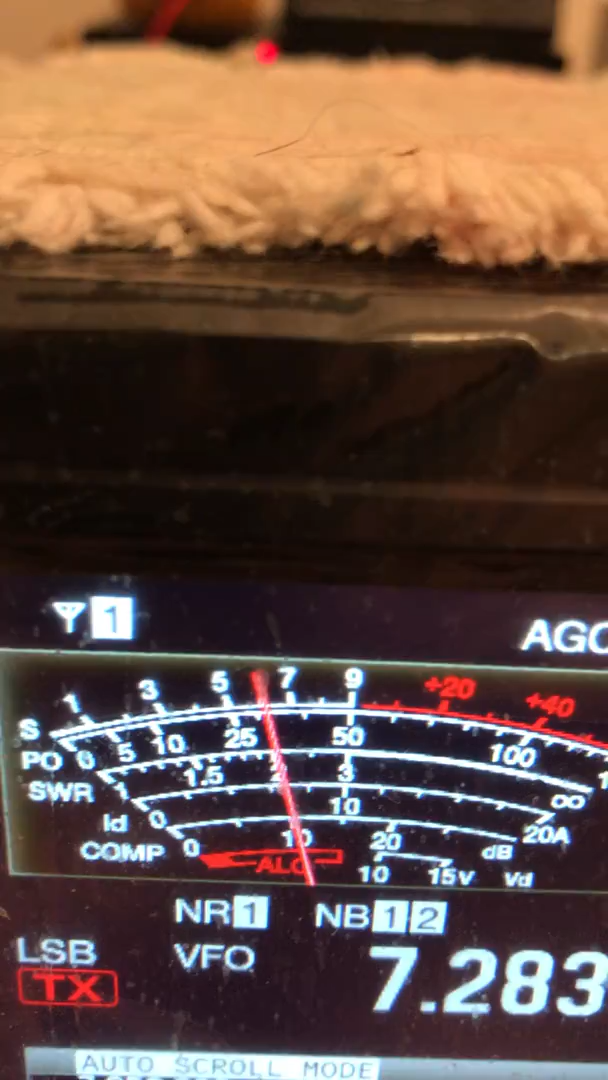 1 AGC
1 3 5 7 9 +20 +40
S
PO 0 5 10 25 50 100
SWR 1 1.5 2 3 ∞
Id 0 10 20A
COMP 0 10 20 dB
ALC 10 15V Vd
NR 1 NB 1 2
LSB VFO 7.283
TX
AUTO SCROLL MODE